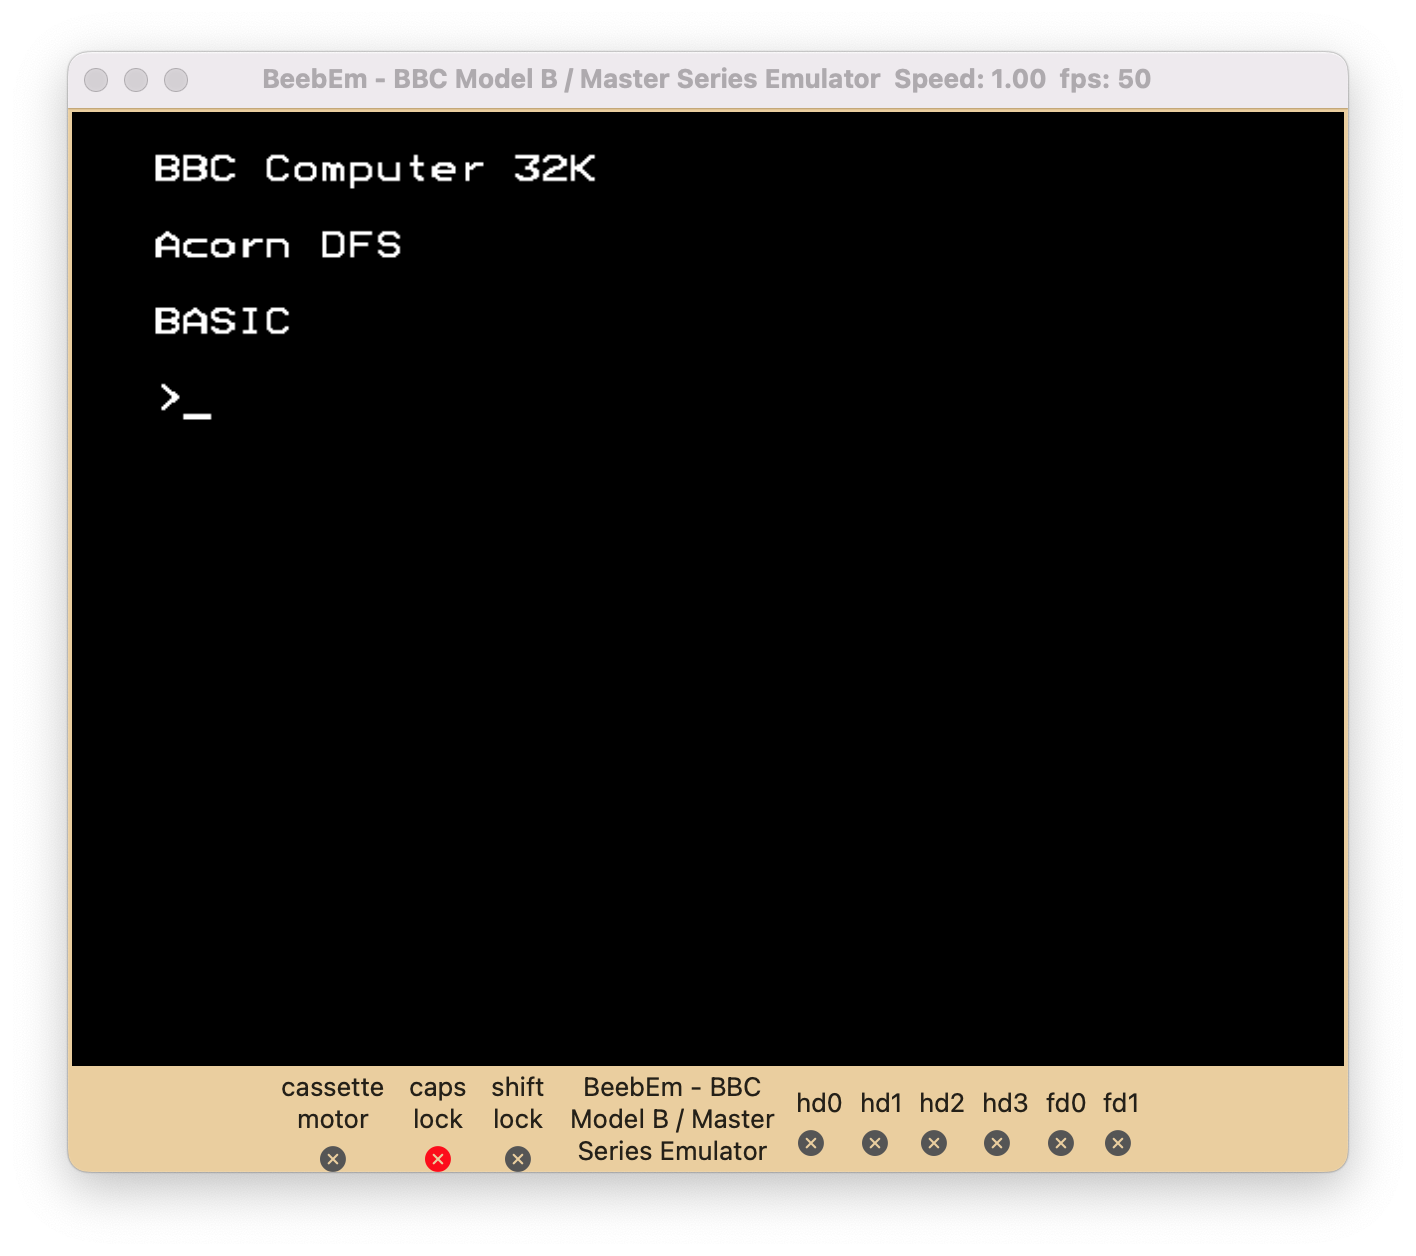 BeebEm - BBC Model B / Master Series Emulator  Speed: 1.00  fps: 50
BBC Computer 32K
Acorn DFS
BASIC
>_
cassette motor
caps lock
shift lock
BeebEm - BBC Model B / Master Series Emulator
hd0
hd1
hd2
hd3
fd0
fd1